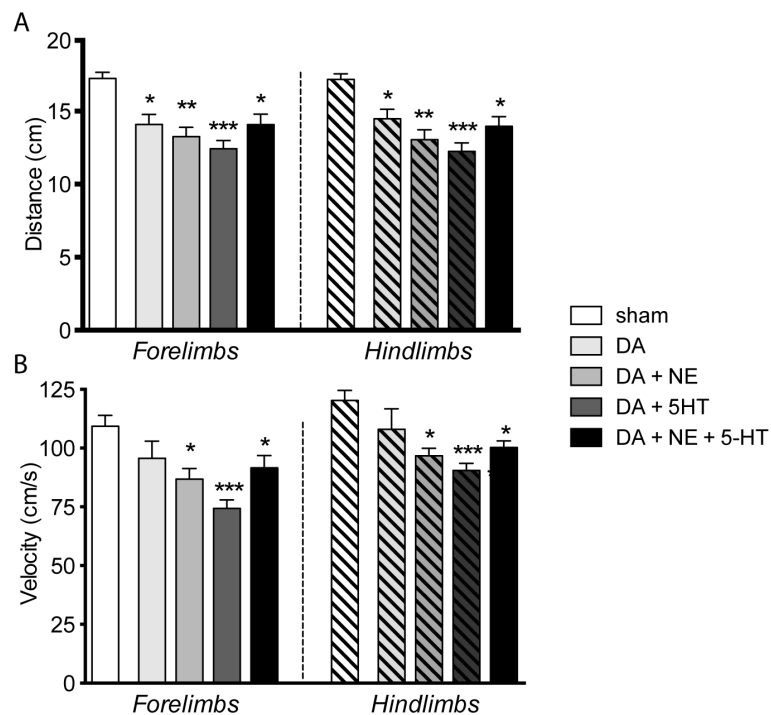 A
20
15
10
5
0
Distance (cm)
* ** *** *
* ** *** *
Forelimbs Hindlimbs
B
125
100
75
50
25
0
Velocity (cm/s)
* *** *
* *** *
Forelimbs Hindlimbs
sham
DA
DA + NE
DA + 5HT
DA + NE + 5-HT